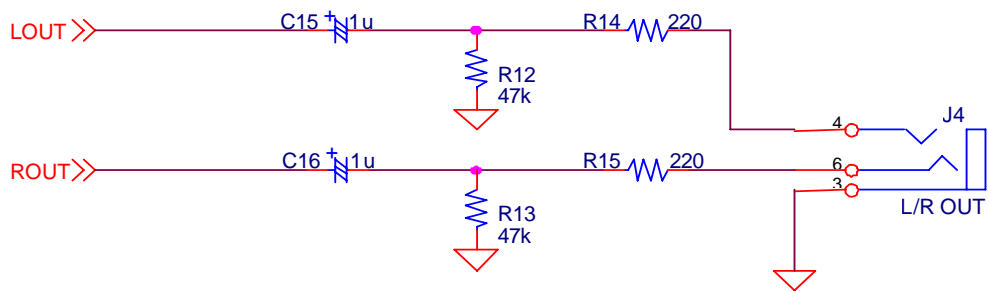 LOUT
C15
+
1u
R14
220
R12
47k
4
J4
ROUT
C16
+
1u
R15
220
6
3
R13
47k
L/R OUT